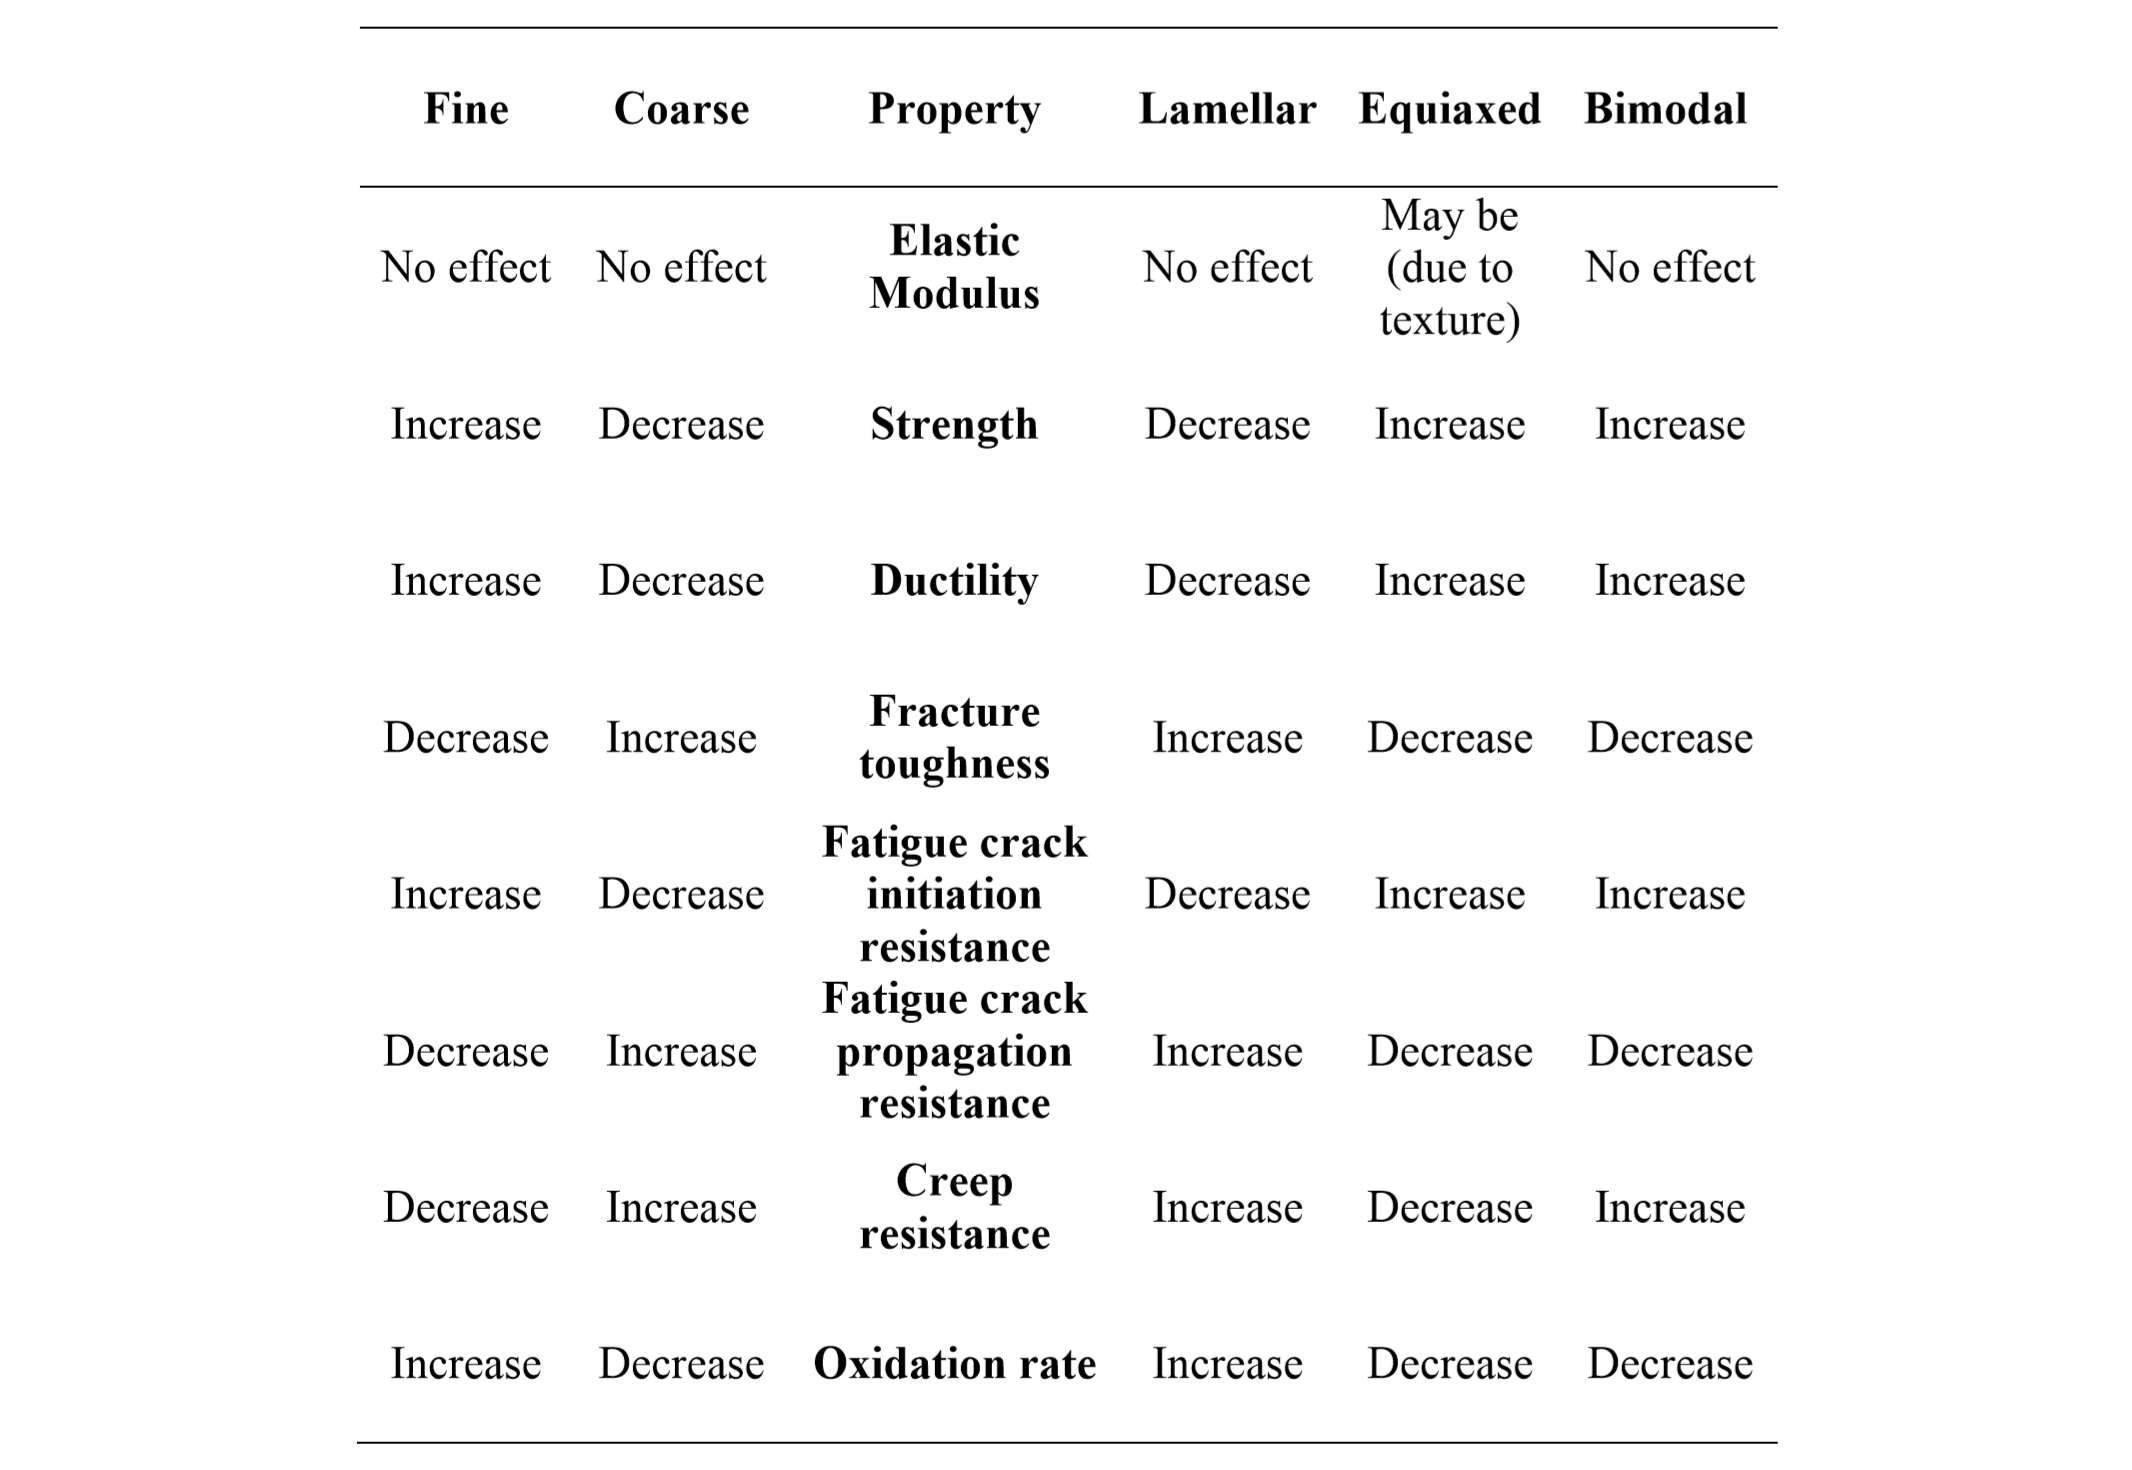 Fine Coarse Property Lamellar Equiaxed Bimodal
No effect No effect Elastic Modulus No effect May be (due to texture) No effect
Increase Decrease Strength Decrease Increase Increase
Increase Decrease Ductility Decrease Increase Increase
Decrease Increase Fracture toughness Increase Decrease Decrease
Increase Decrease Fatigue crack initiation resistance Decrease Increase Increase
Decrease Increase Fatigue crack propagation resistance Increase Decrease Decrease
Decrease Increase Creep resistance Increase Decrease Increase
Increase Decrease Oxidation rate Increase Decrease Decrease